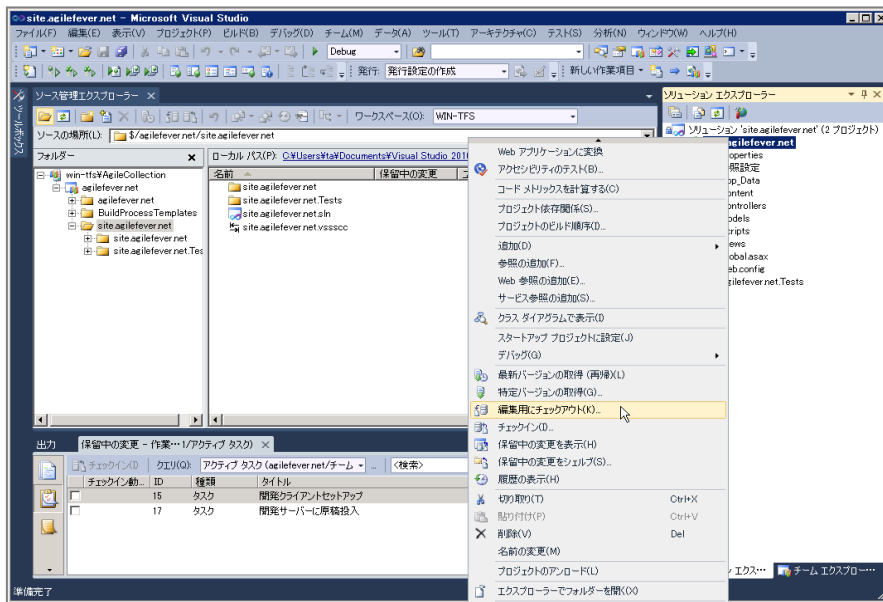 site.agilefever.net - Microsoft Visual Studio
ファイル(F) 編集(E) 表示(V) プロジェクト(P) ビルド(B) デバッグ(D) チーム(M) データ(A) ツール(T) アーキテクチャ(C) テスト(S) 分析(N) ウィンドウ(W) ヘルプ(H)
Debug
発行: 発行設定の作成 新しい作業項目
ツールボックス
ソース管理エクスプローラー
ワークスペース(O): WIN-TFS
ソースの場所(L): $/agilefever.net/site.agilefever.net
フォルダー
win-tfs¥AgileCollection
agilefever.net
agilefever.net
BuildProcessTemplates
site.agilefever.net
site.agilefever.net
site.agilefever.net.Tes
ローカル パス(P): C:¥Users¥ta¥Documents¥Visual Studio 201
名前 保留中の変更
site.agilefever.net
site.agilefever.net.Tests
site.agilefever.net.sln
site.agilefever.net.vssscc
Web アプリケーションに変換
アクセシビリティのテスト(B)...
コード メトリックスを計算する(C)
プロジェクト依存関係(S)...
プロジェクトのビルド順序(I)...
追加(D)
参照の追加(F)...
Web 参照の追加(E)...
サービス参照の追加(S)...
クラス ダイアグラムで表示(I)
スタートアップ プロジェクトに設定(J)
デバッグ(G)
最新バージョンの取得 (再帰)(L)
特定バージョンの取得(G)...
編集用にチェックアウト(K)...
チェックイン(I)...
保留中の変更を表示(H)
保留中の変更をシェルブ(S)...
履歴の表示(H)
切り取り(T) Ctrl+X
貼り付け(P) Ctrl+V
削除(V) Del
名前の変更(M)
プロジェクトのアンロード(L)
エクスプローラーでフォルダーを開く(X)
ソリューション エクスプローラー
ソリューション 'site.agilefever.net' (2 プロジェクト)
agilefever.net
operties
照設定
pp_Data
ontent
ontrollers
odels
cripts
ews
obal.asax
eb.config
gilefever.net.Tests
ン エクス… チーム エクスプロー…
出力
保留中の変更 - 作業…1/アクティブ タスク)
チェックイン(I) クエリ(Q): アクティブ タスク (agilefever.net/チーム ... <検索>
チェックイン動... ID 種類 タイトル
15 タスク 開発クライアントセットアップ
17 タスク 開発サーバーに原稿投入
準備完了